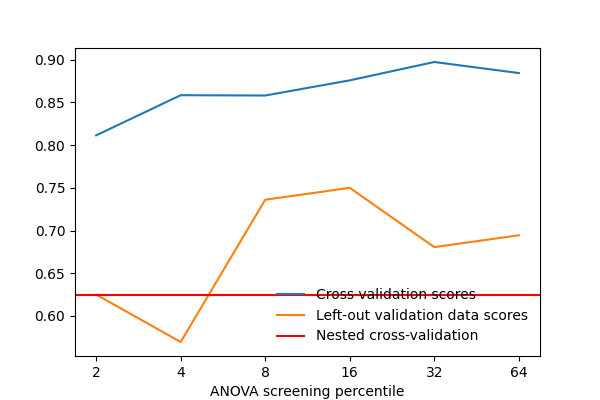 0.90
0.85
0.80
0.75
0.70
0.65
0.60
Cross validation scores
Left-out validation data scores
Nested cross-validation
2 4 8 16 32 64
ANOVA screening percentile